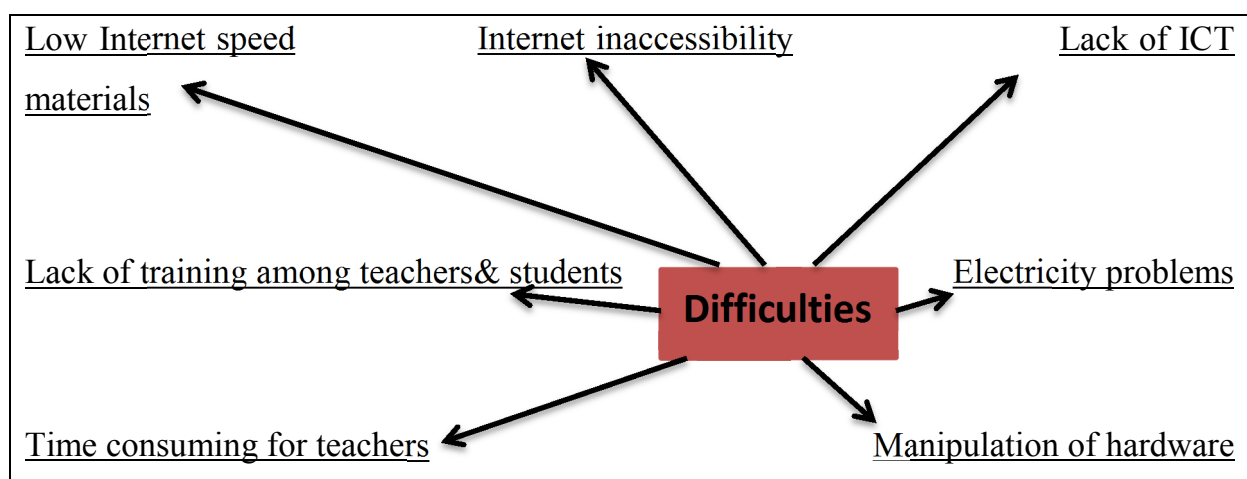 Low Internet speed Internet inaccessibility Lack of ICT
materials
Lack of training among teachers& students Electricity problems
Difficulties
Time consuming for teachers Manipulation of hardware